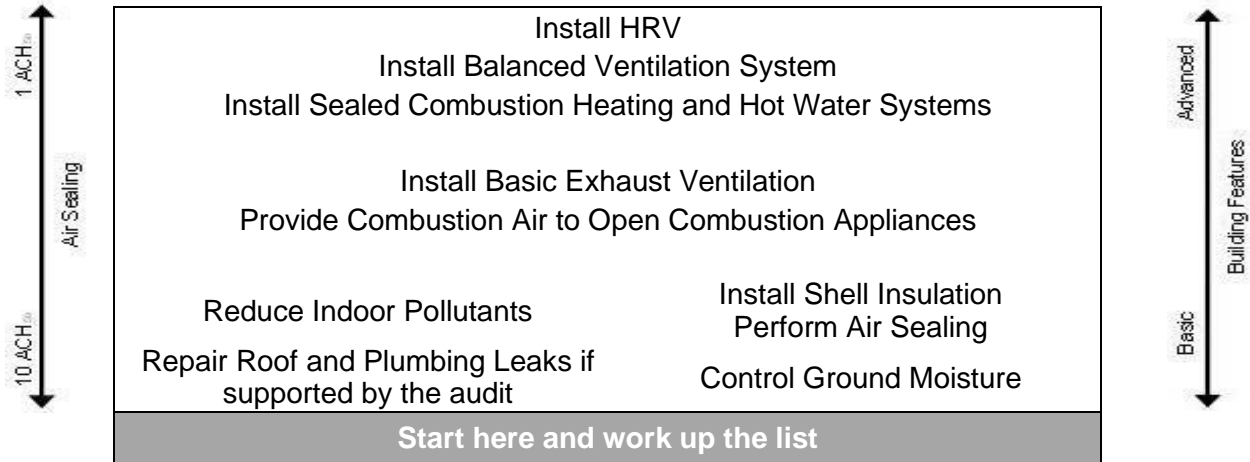 Install HRV
Install Balanced Ventilation System
Install Sealed Combustion Heating and Hot Water Systems
Install Basic Exhaust Ventilation
Provide Combustion Air to Open Combustion Appliances
Reduce Indoor Pollutants
Install Shell Insulation
Perform Air Sealing
Repair Roof and Plumbing Leaks if
supported by the audit
Control Ground Moisture
Start here and work up the list
1 ACH
Air Sealing
10 ACH
Advanced
Building Features
Basic